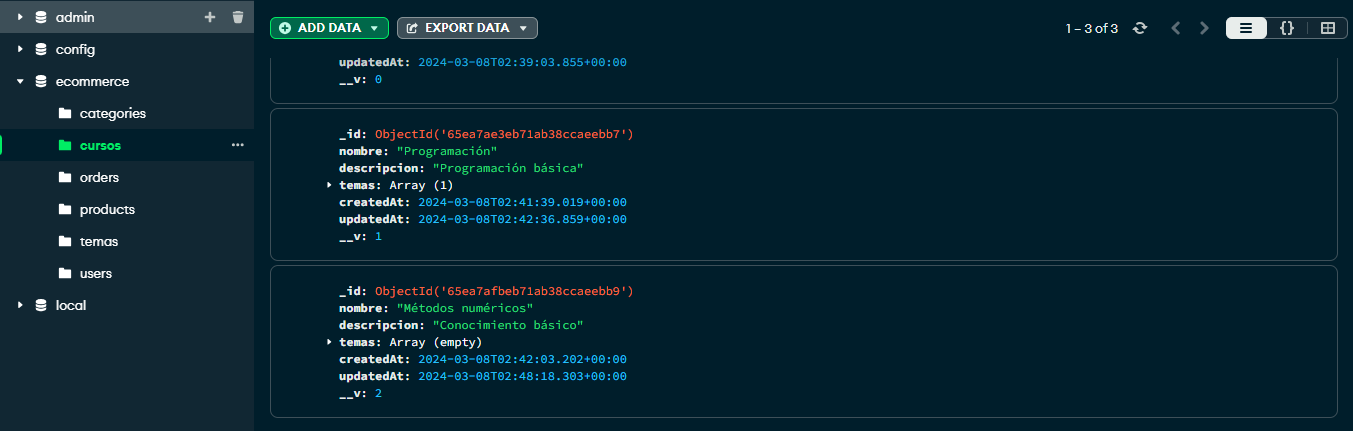 admin
config
ecommerce
categories
cursos
orders
products
temas
users
local
ADD DATA
EXPORT DATA
1 – 3 of 3
{}
updatedAt: 2024-03-08T02:39:03.855+00:00
__v: 0
_id: ObjectId('65ea7ae3eb71ab38ccaeebb7')
nombre: "Programación"
descripcion: "Programación básica"
temas: Array (1)
createdAt: 2024-03-08T02:41:39.019+00:00
updatedAt: 2024-03-08T02:42:36.859+00:00
__v: 1
_id: ObjectId('65ea7afbeb71ab38ccaeebb9')
nombre: "Métodos numéricos"
descripcion: "Conocimiento básico"
temas: Array (empty)
createdAt: 2024-03-08T02:42:03.202+00:00
updatedAt: 2024-03-08T02:48:18.303+00:00
__v: 2